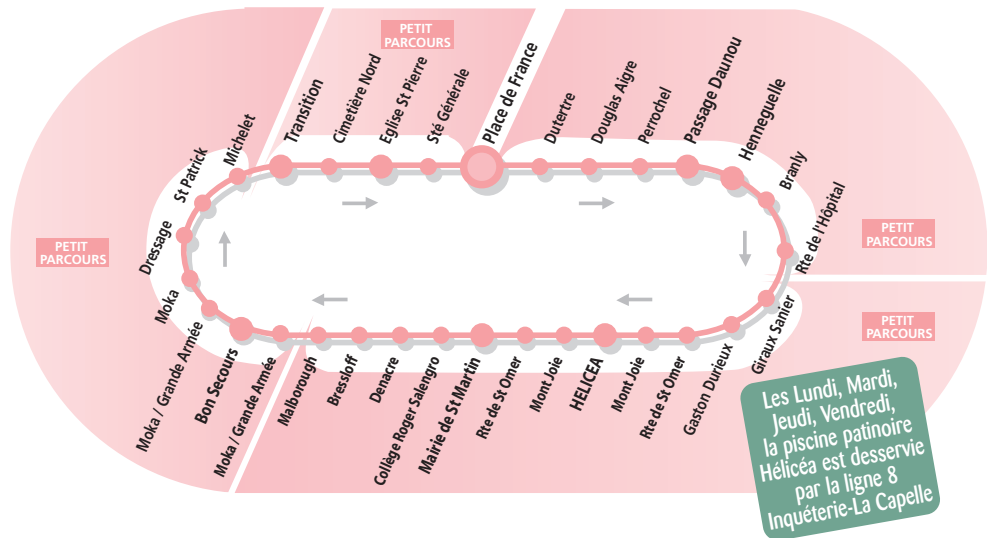 PETIT
PARCOURS
Transition
Cimetière Nord
Eglise St Pierre
Sté Générale
Place de France
Dutertre
Douglas Aigre
Perrochel
Passage Daunou
Henneguelle
Branly
Rte de l'Hôpital
PETIT
PARCOURS
PETIT
PARCOURS
Giraux Sanier
Gaston Durieux
Rte de St Omer
Mont Joie
HELICEA
Mont Joie
Rte de St Omer
Mairie de St Martin
Collège Roger Salengro
Denacre
Bressloff
Malborough
Moka / Grande Armée
Bon Secours
Moka / Grande Armée
Moka
Dressage
St Patrick
Michelet
PETIT
PARCOURS
Les Lundi, Mardi,
Jeudi, Vendredi,
la piscine patinoire
Hélicéa est desservie
par la ligne 8
Inquéterie-La Capelle